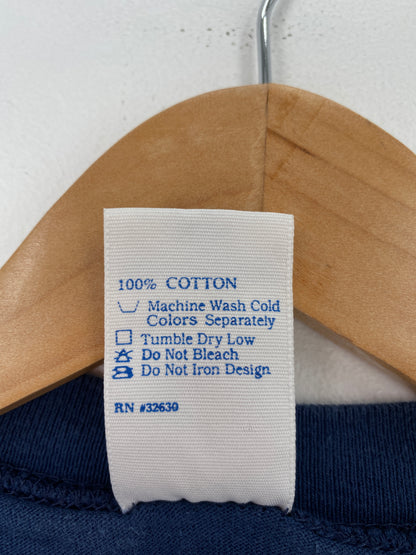 100% COTTON
Machine Wash Cold
Colors Separately
Tumble Dry Low
Do Not Bleach
Do Not Iron Design
RN #32630